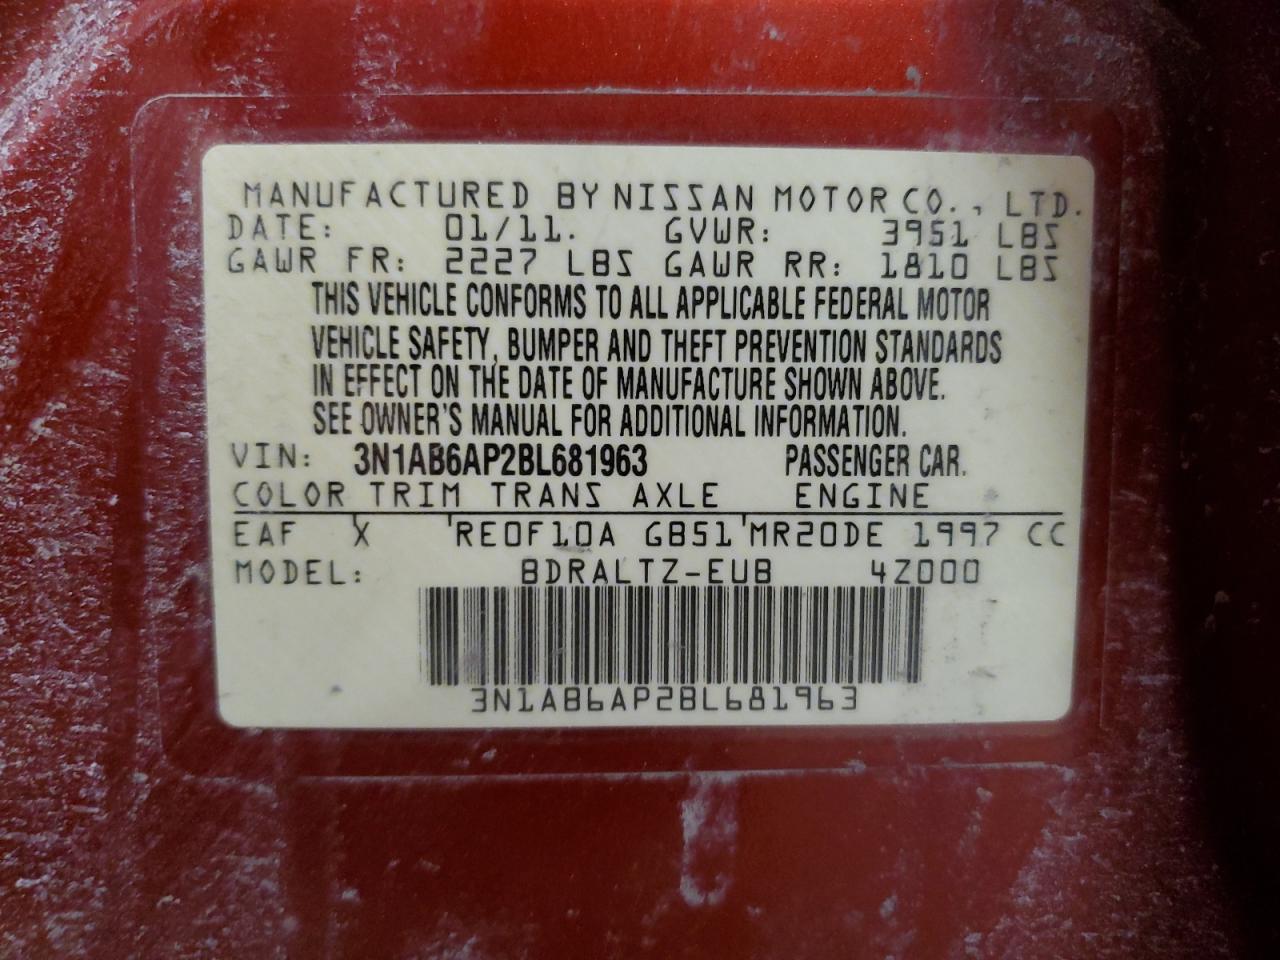 MANUFACTURED BY NISSAN MOTOR CO., LTD.
DATE: 01/11. GVWR: 3951 LBS
GAWR FR: 2227 LBS GAWR RR: 1810 LBS
THIS VEHICLE CONFORMS TO ALL APPLICABLE FEDERAL MOTOR
VEHICLE SAFETY, BUMPER AND THEFT PREVENTION STANDARDS
IN EFFECT ON THE DATE OF MANUFACTURE SHOWN ABOVE.
SEE OWNER'S MANUAL FOR ADDITIONAL INFORMATION.
VIN: 3N1AB6AP2BL681963 PASSENGER CAR.
COLOR TRIM TRANS AXLE ENGINE
EAF X RE0F10A GB51 MR20DE 1997 CC
MODEL: BDRALTZ-EUB 4Z000
3N1AB6AP2BL681963